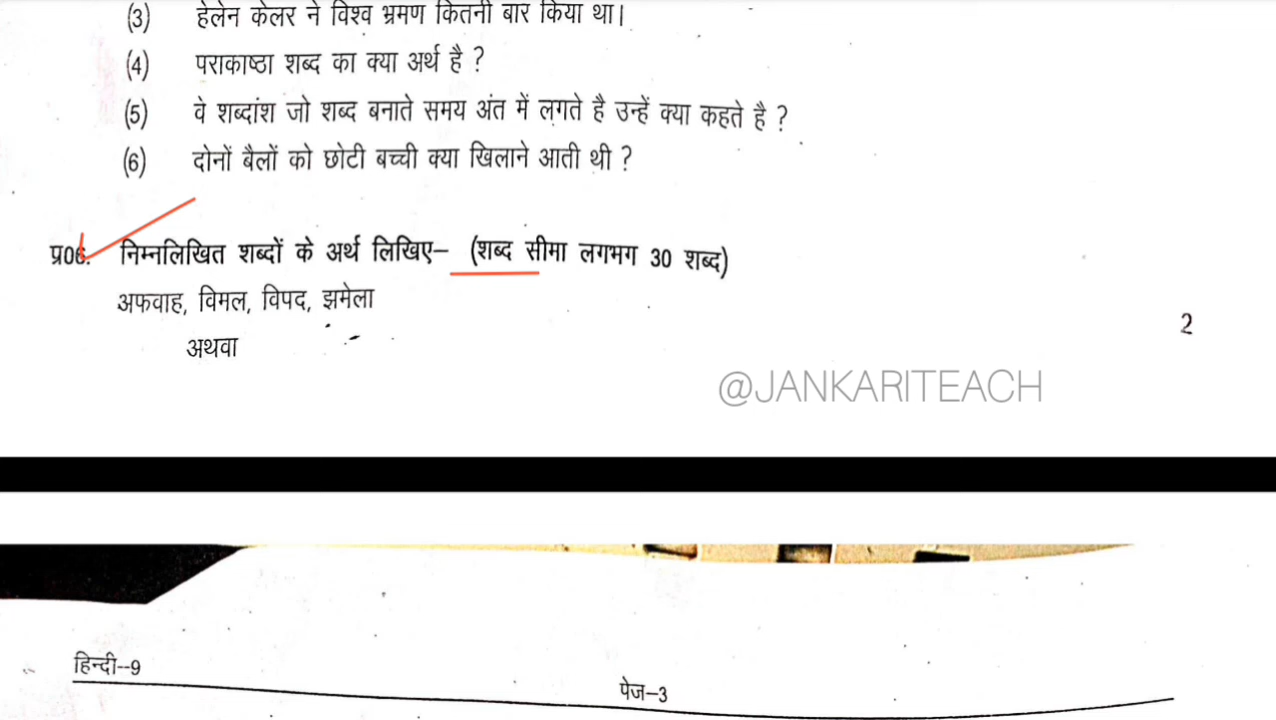 (3) हेलेन केलर ने विश्व भ्रमण कितनी बार किया था।
(4) पराकाष्ठा शब्द का क्या अर्थ है ?
(5) वे शब्दांश जो शब्द बनाते समय अंत में लगते है उन्हें क्या कहते है ?
(6) दोनों बैलों को छोटी बच्ची क्या खिलाने आती थी ?
प्र06. निम्नलिखित शब्दों के अर्थ लिखिए– (शब्द सीमा लगभग 30 शब्द)
अफवाह, विमल, विपद, झमेला
2
अथवा
@JANKARITEACH
हिन्दी–9
पेज–3